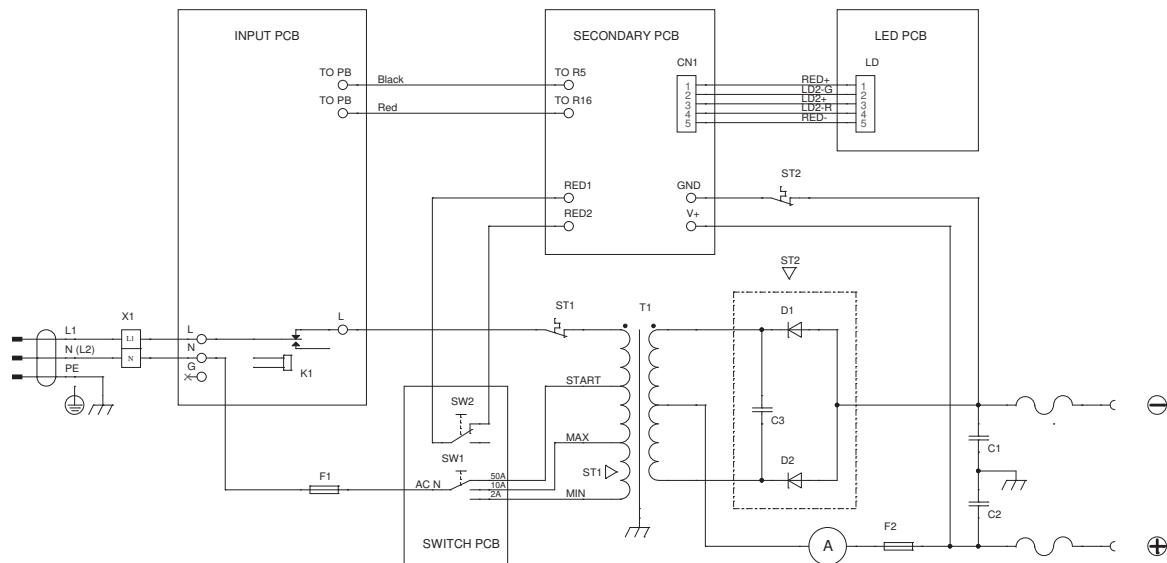 INPUT PCB
SECONDARY PCB
LED PCB
TO PB
Black
TO R5
CN1
RED+
LD
1
LD2-G
1
2
LD2+
2
3
LD2-R
3
4
RED-
4
5
5
TO PB
Red
TO R16
RED1
GND
ST2
RED2
V+
ST2
X1
L1
L
L1
N (L2)
N
N
PE
G
K1
L
ST1
T1
D1
START
SW2
C3
MAX
C1
SW1
ST1
D2
F1
AC N
50A
10A
2A
MIN
C2
SWITCH PCB
A
F2